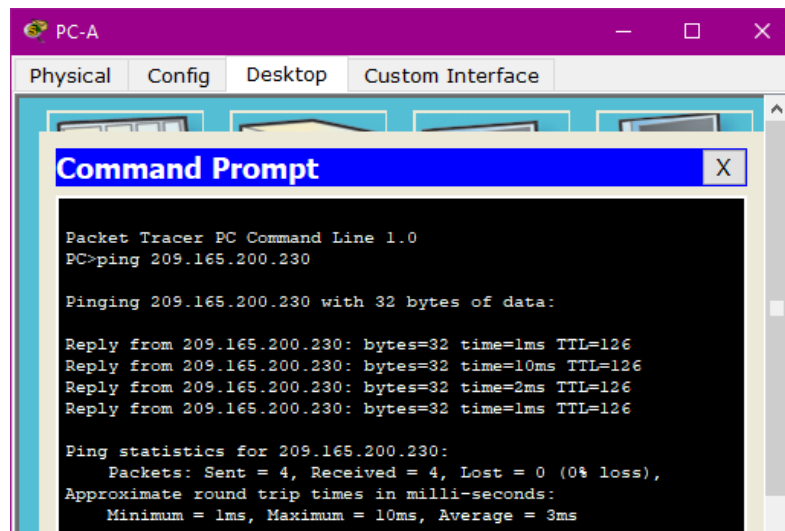 PC-A
Physical Config Desktop Custom Interface
Command Prompt
X
Packet Tracer PC Command Line 1.0
PC>ping 209.165.200.230
Pinging 209.165.200.230 with 32 bytes of data:
Reply from 209.165.200.230: bytes=32 time=1ms TTL=126
Reply from 209.165.200.230: bytes=32 time=10ms TTL=126
Reply from 209.165.200.230: bytes=32 time=2ms TTL=126
Reply from 209.165.200.230: bytes=32 time=1ms TTL=126
Ping statistics for 209.165.200.230:
Packets: Sent = 4, Received = 4, Lost = 0 (0% loss),
Approximate round trip times in milli-seconds:
Minimum = 1ms, Maximum = 10ms, Average = 3ms